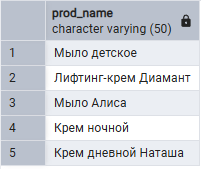 prod_name
character varying (50)
1 Мыло детское
2 Лифтинг-крем Диамант
3 Мыло Алиса
4 Крем ночной
5 Крем дневной Наташа